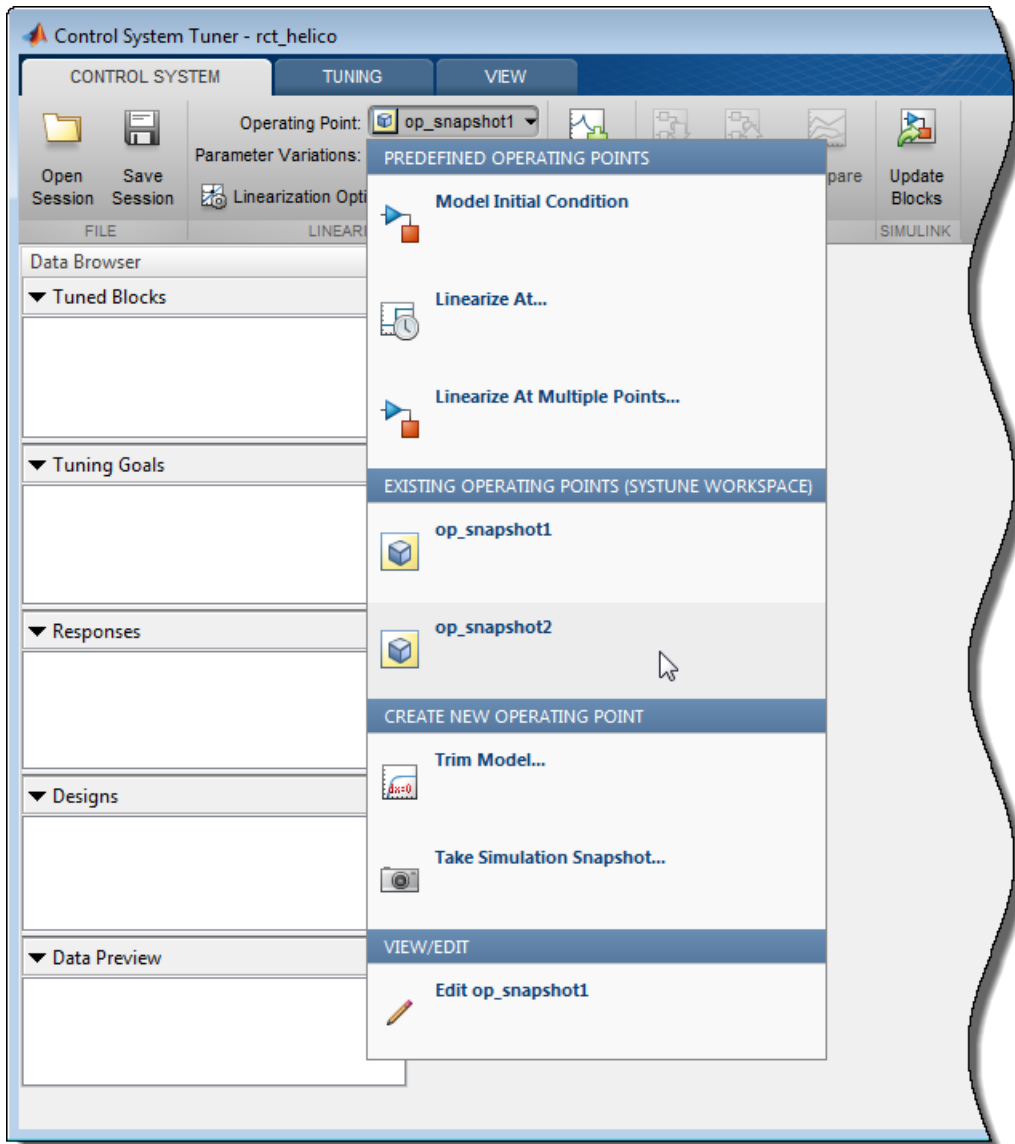 Control System Tuner - rct_helico
CONTROL SYSTEM
TUNING
VIEW
Open
Session
Save
Session
Operating Point:
op_snapshot1
Parameter Variations:
Linearization Opti
pare
Update
Blocks
FILE
LINEARI
SIMULINK
Data Browser
Tuned Blocks
Tuning Goals
Responses
Designs
Data Preview
PREDEFINED OPERATING POINTS
Model Initial Condition
Linearize At...
Linearize At Multiple Points...
EXISTING OPERATING POINTS (SYSTUNE WORKSPACE)
op_snapshot1
op_snapshot2
CREATE NEW OPERATING POINT
dx=0
Trim Model...
Take Simulation Snapshot...
VIEW/EDIT
Edit op_snapshot1